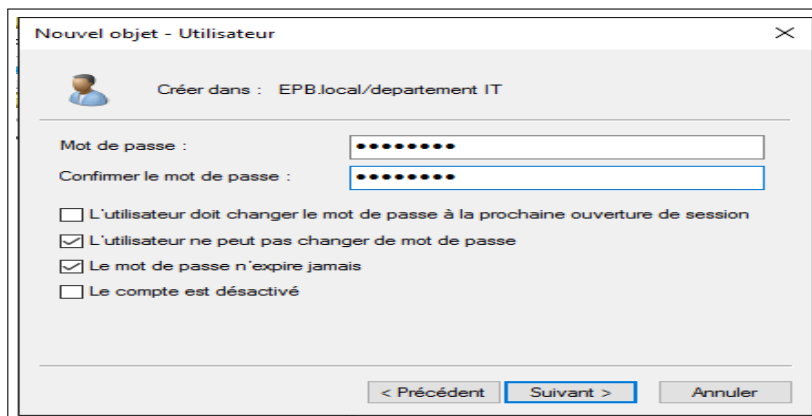 Nouvel objet - Utilisateur
Créer dans : EPB.local/departement IT
Mot de passe : ••••••••
Confirmer le mot de passe : ••••••••
L'utilisateur doit changer le mot de passe à la prochaine ouverture de session
L'utilisateur ne peut pas changer de mot de passe
Le mot de passe n'expire jamais
Le compte est désactivé
< Précédent Suivant > Annuler